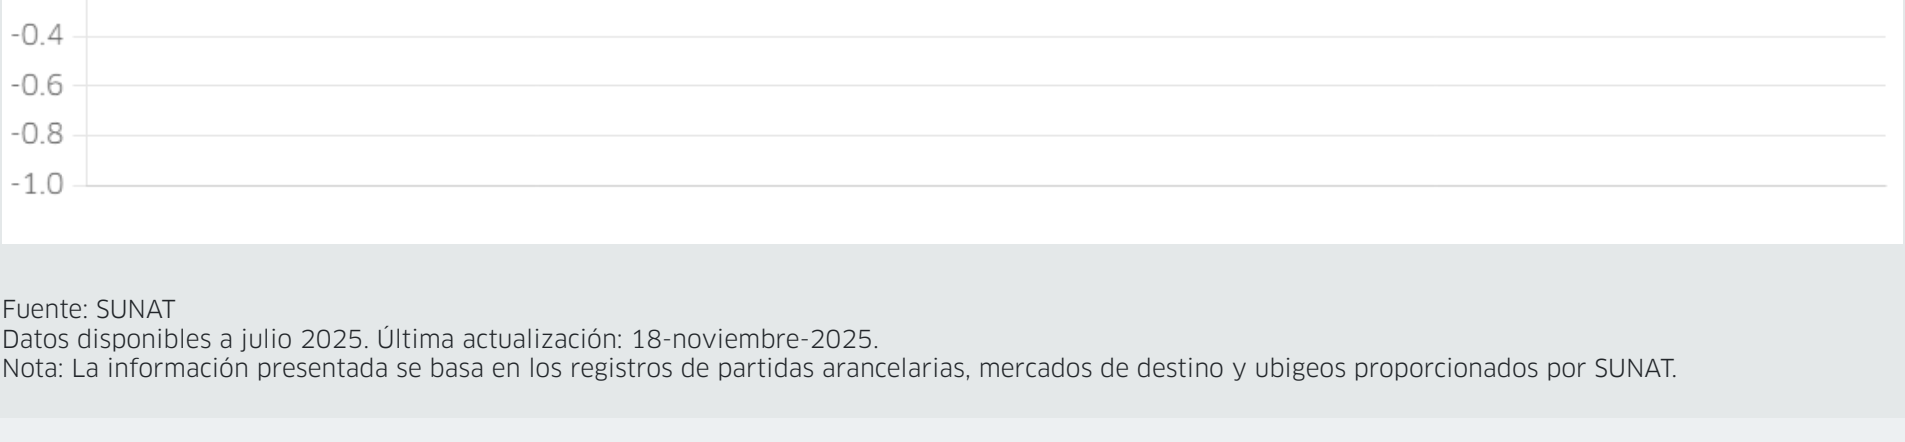 -0.4
-0.6
-0.8
-1.0
Fuente: SUNAT
Datos disponibles a julio 2025. Última actualización: 18-noviembre-2025.
Nota: La información presentada se basa en los registros de partidas arancelarias, mercados de destino y ubigeos proporcionados por SUNAT.